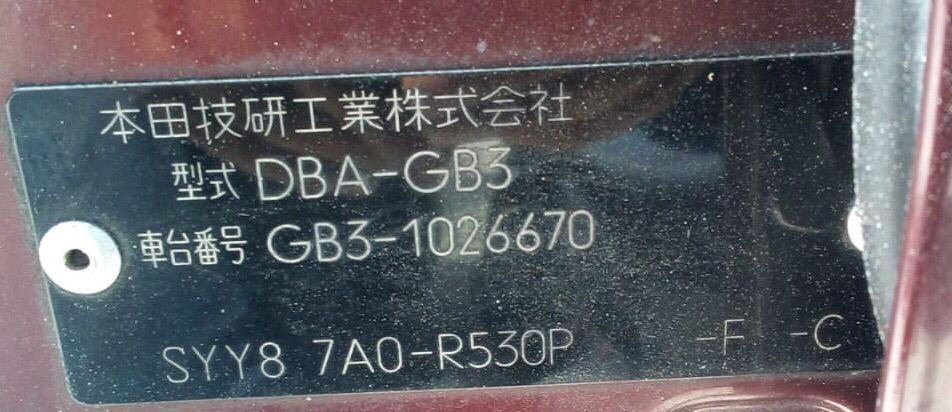 本田技研工業株式会社
型式 DBA-GB3
車台番号 GB3-1026670
SYY8 7A0-R530P -F -C